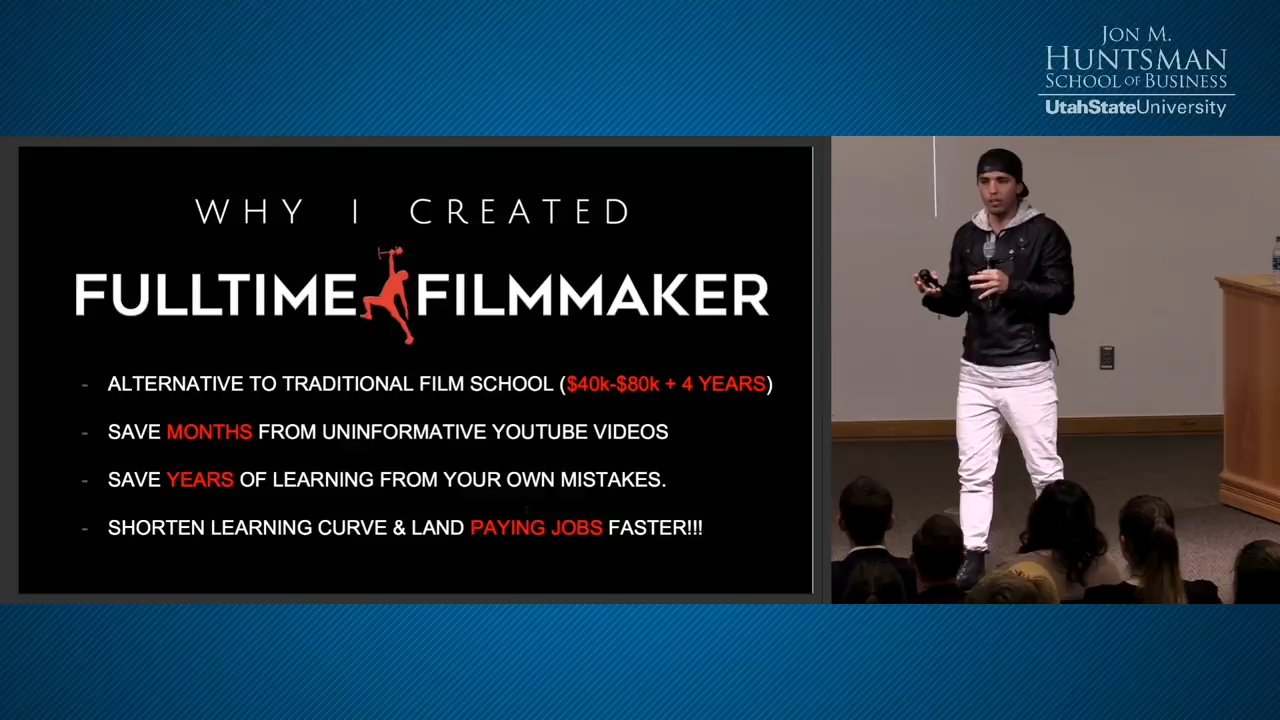 JON M.
HUNTSMAN
SCHOOL OF BUSINESS
UtahStateUniversity
WHY I CREATED
FULLTIME FILMMAKER
- ALTERNATIVE TO TRADITIONAL FILM SCHOOL ($40k-$80k + 4 YEARS)
- SAVE MONTHS FROM UNINFORMATIVE YOUTUBE VIDEOS
- SAVE YEARS OF LEARNING FROM YOUR OWN MISTAKES.
- SHORTEN LEARNING CURVE & LAND PAYING JOBS FASTER!!!